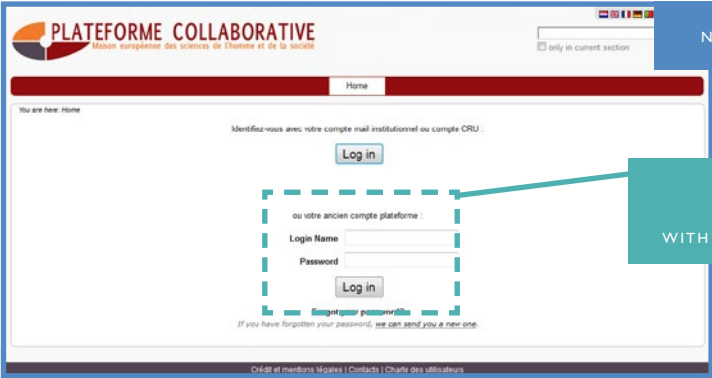 PLATEFORME COLLABORATIVE
Maison européenne des sciences de l'homme et de la société
only in current section
N
Home
You are here: Home
Identifiez-vous avec votre compte mail institutionnel ou compte CRU :
Log in
ou votre ancien compte plateforme :
WITH
Login Name
Password
Log in
Forgot your password?
If you have forgotten your password, we can send you a new one.
Crédit et mentions légales | Contacts | Charte des utilisateurs